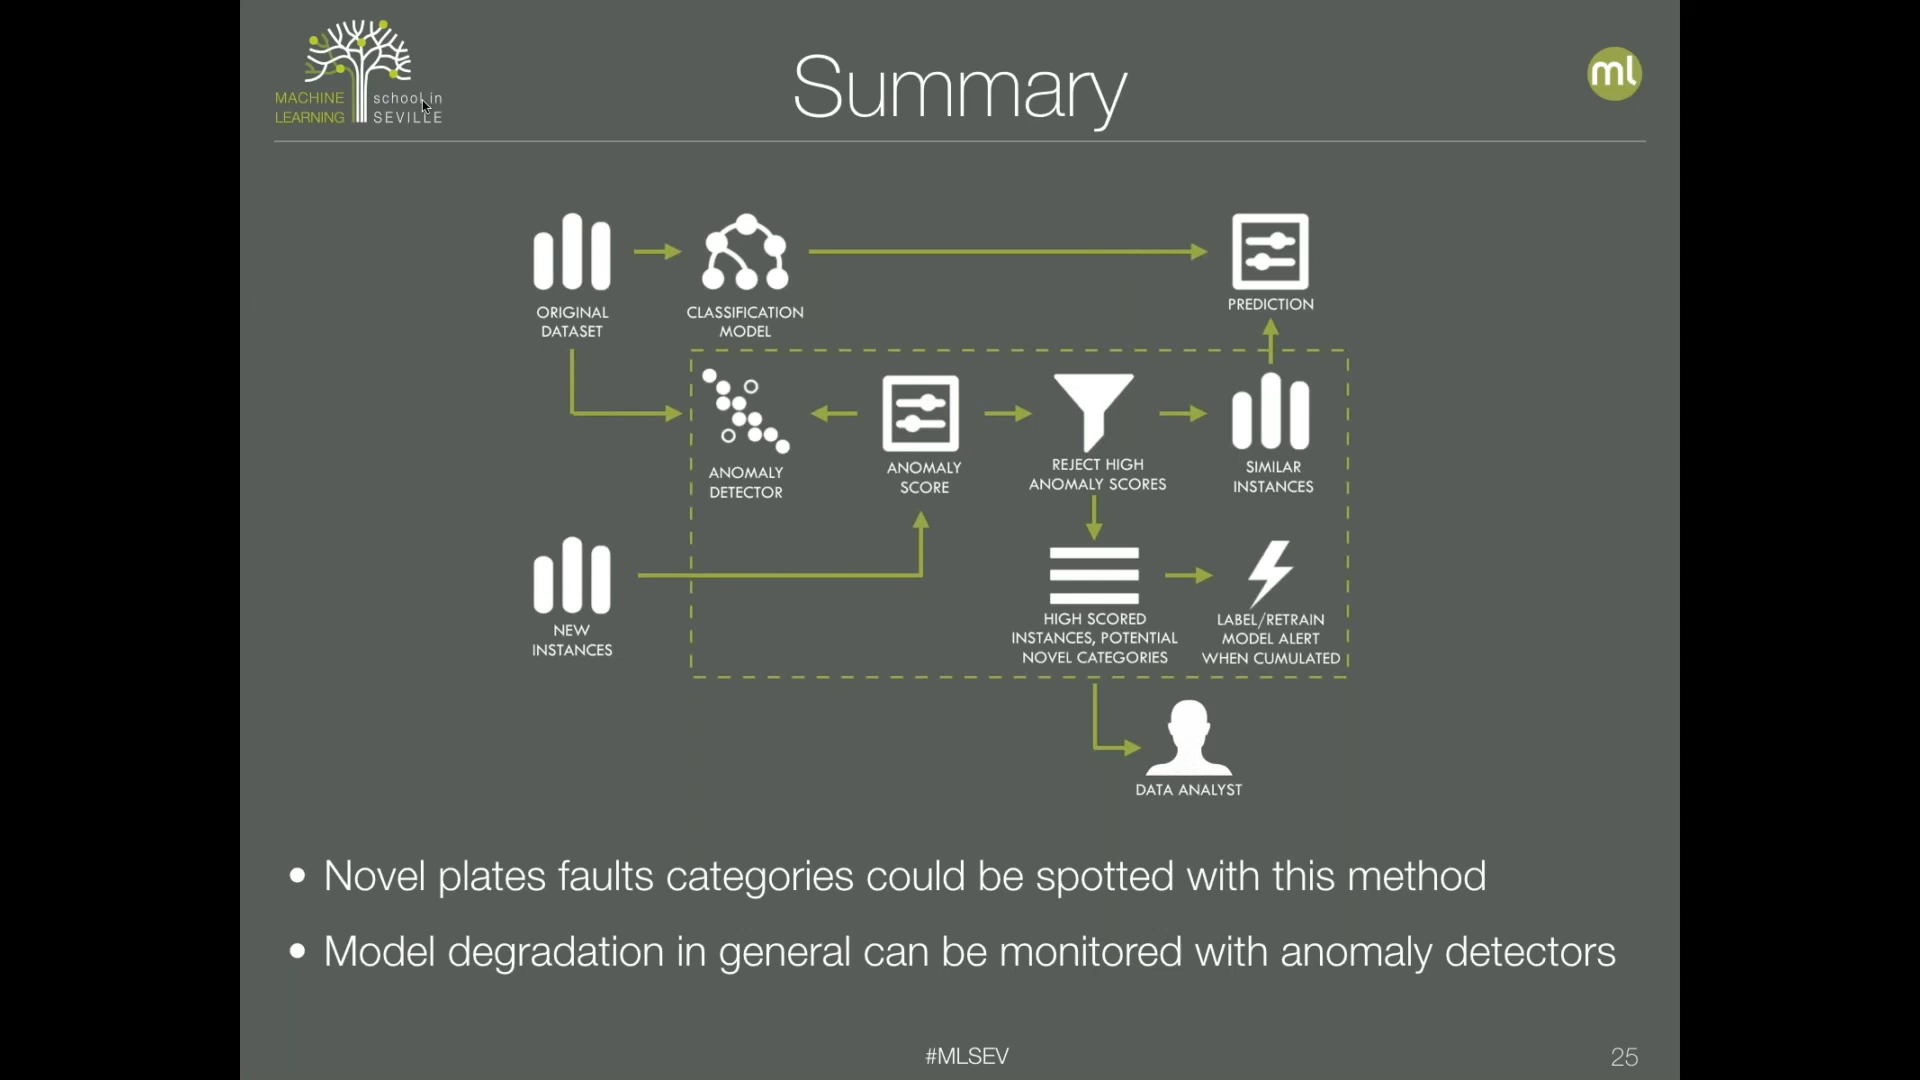 MACHINE
LEARNING
school in
SEVILLE
Summary
ml
ORIGINAL
DATASET
CLASSIFICATION
MODEL
PREDICTION
ANOMALY
DETECTOR
ANOMALY
SCORE
REJECT HIGH
ANOMALY SCORES
SIMILAR
INSTANCES
NEW
INSTANCES
HIGH SCORED
INSTANCES, POTENTIAL
NOVEL CATEGORIES
LABEL/RETRAIN
MODEL ALERT
WHEN CUMULATED
DATA ANALYST
• Novel plates faults categories could be spotted with this method
• Model degradation in general can be monitored with anomaly detectors
#MLSEV
25